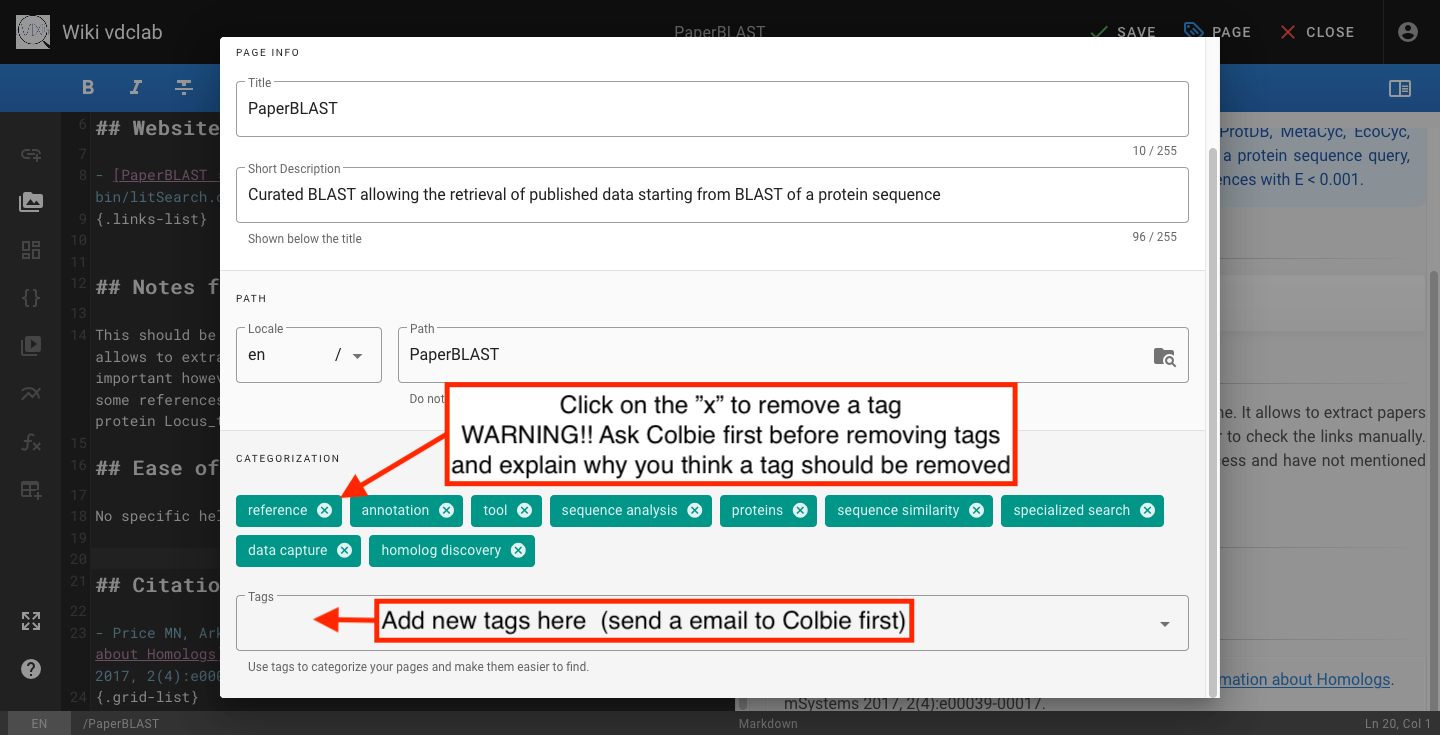 Wiki vdclab
PaperBLAST
SAVE
PAGE
CLOSE
PAGE INFO
Title
PaperBLAST
10 / 255
Short Description
Curated BLAST allowing the retrieval of published data starting from BLAST of a protein sequence
Shown below the title
96 / 255
PATH
Locale
en /
Path
PaperBLAST
Do not
Click on the ”x” to remove a tag
WARNING!! Ask Colbie first before removing tags
and explain why you think a tag should be removed
CATEGORIZATION
reference annotation tool sequence analysis proteins sequence similarity specialized search
data capture homolog discovery
Tags
Add new tags here (send a email to Colbie first)
Use tags to categorize your pages and make them easier to find.
6 ## Website
7
8 - [PaperBLAST
bin/litSearch.
9 {.links-list}
10
11
12 ## Notes f
13
14 This should be
allows to extra
important howev
some references
protein Locus_
15
16 ## Ease of
17
18 No specific hel
19
20
21 ## Citatio
22
23 - Price MN, Ark
about Homologs
2017, 2(4):e00
24 {.grid-list}
ProtDB, MetaCyc, EcoCyc,
a protein sequence query,
nces with E < 0.001.
ne. It allows to extract papers
r to check the links manually.
ess and have not mentioned
mation about Homologs.
mSystems 2017, 2(4):e00039-00017.
EN
/PaperBLAST
Markdown
Ln 20, Col 1